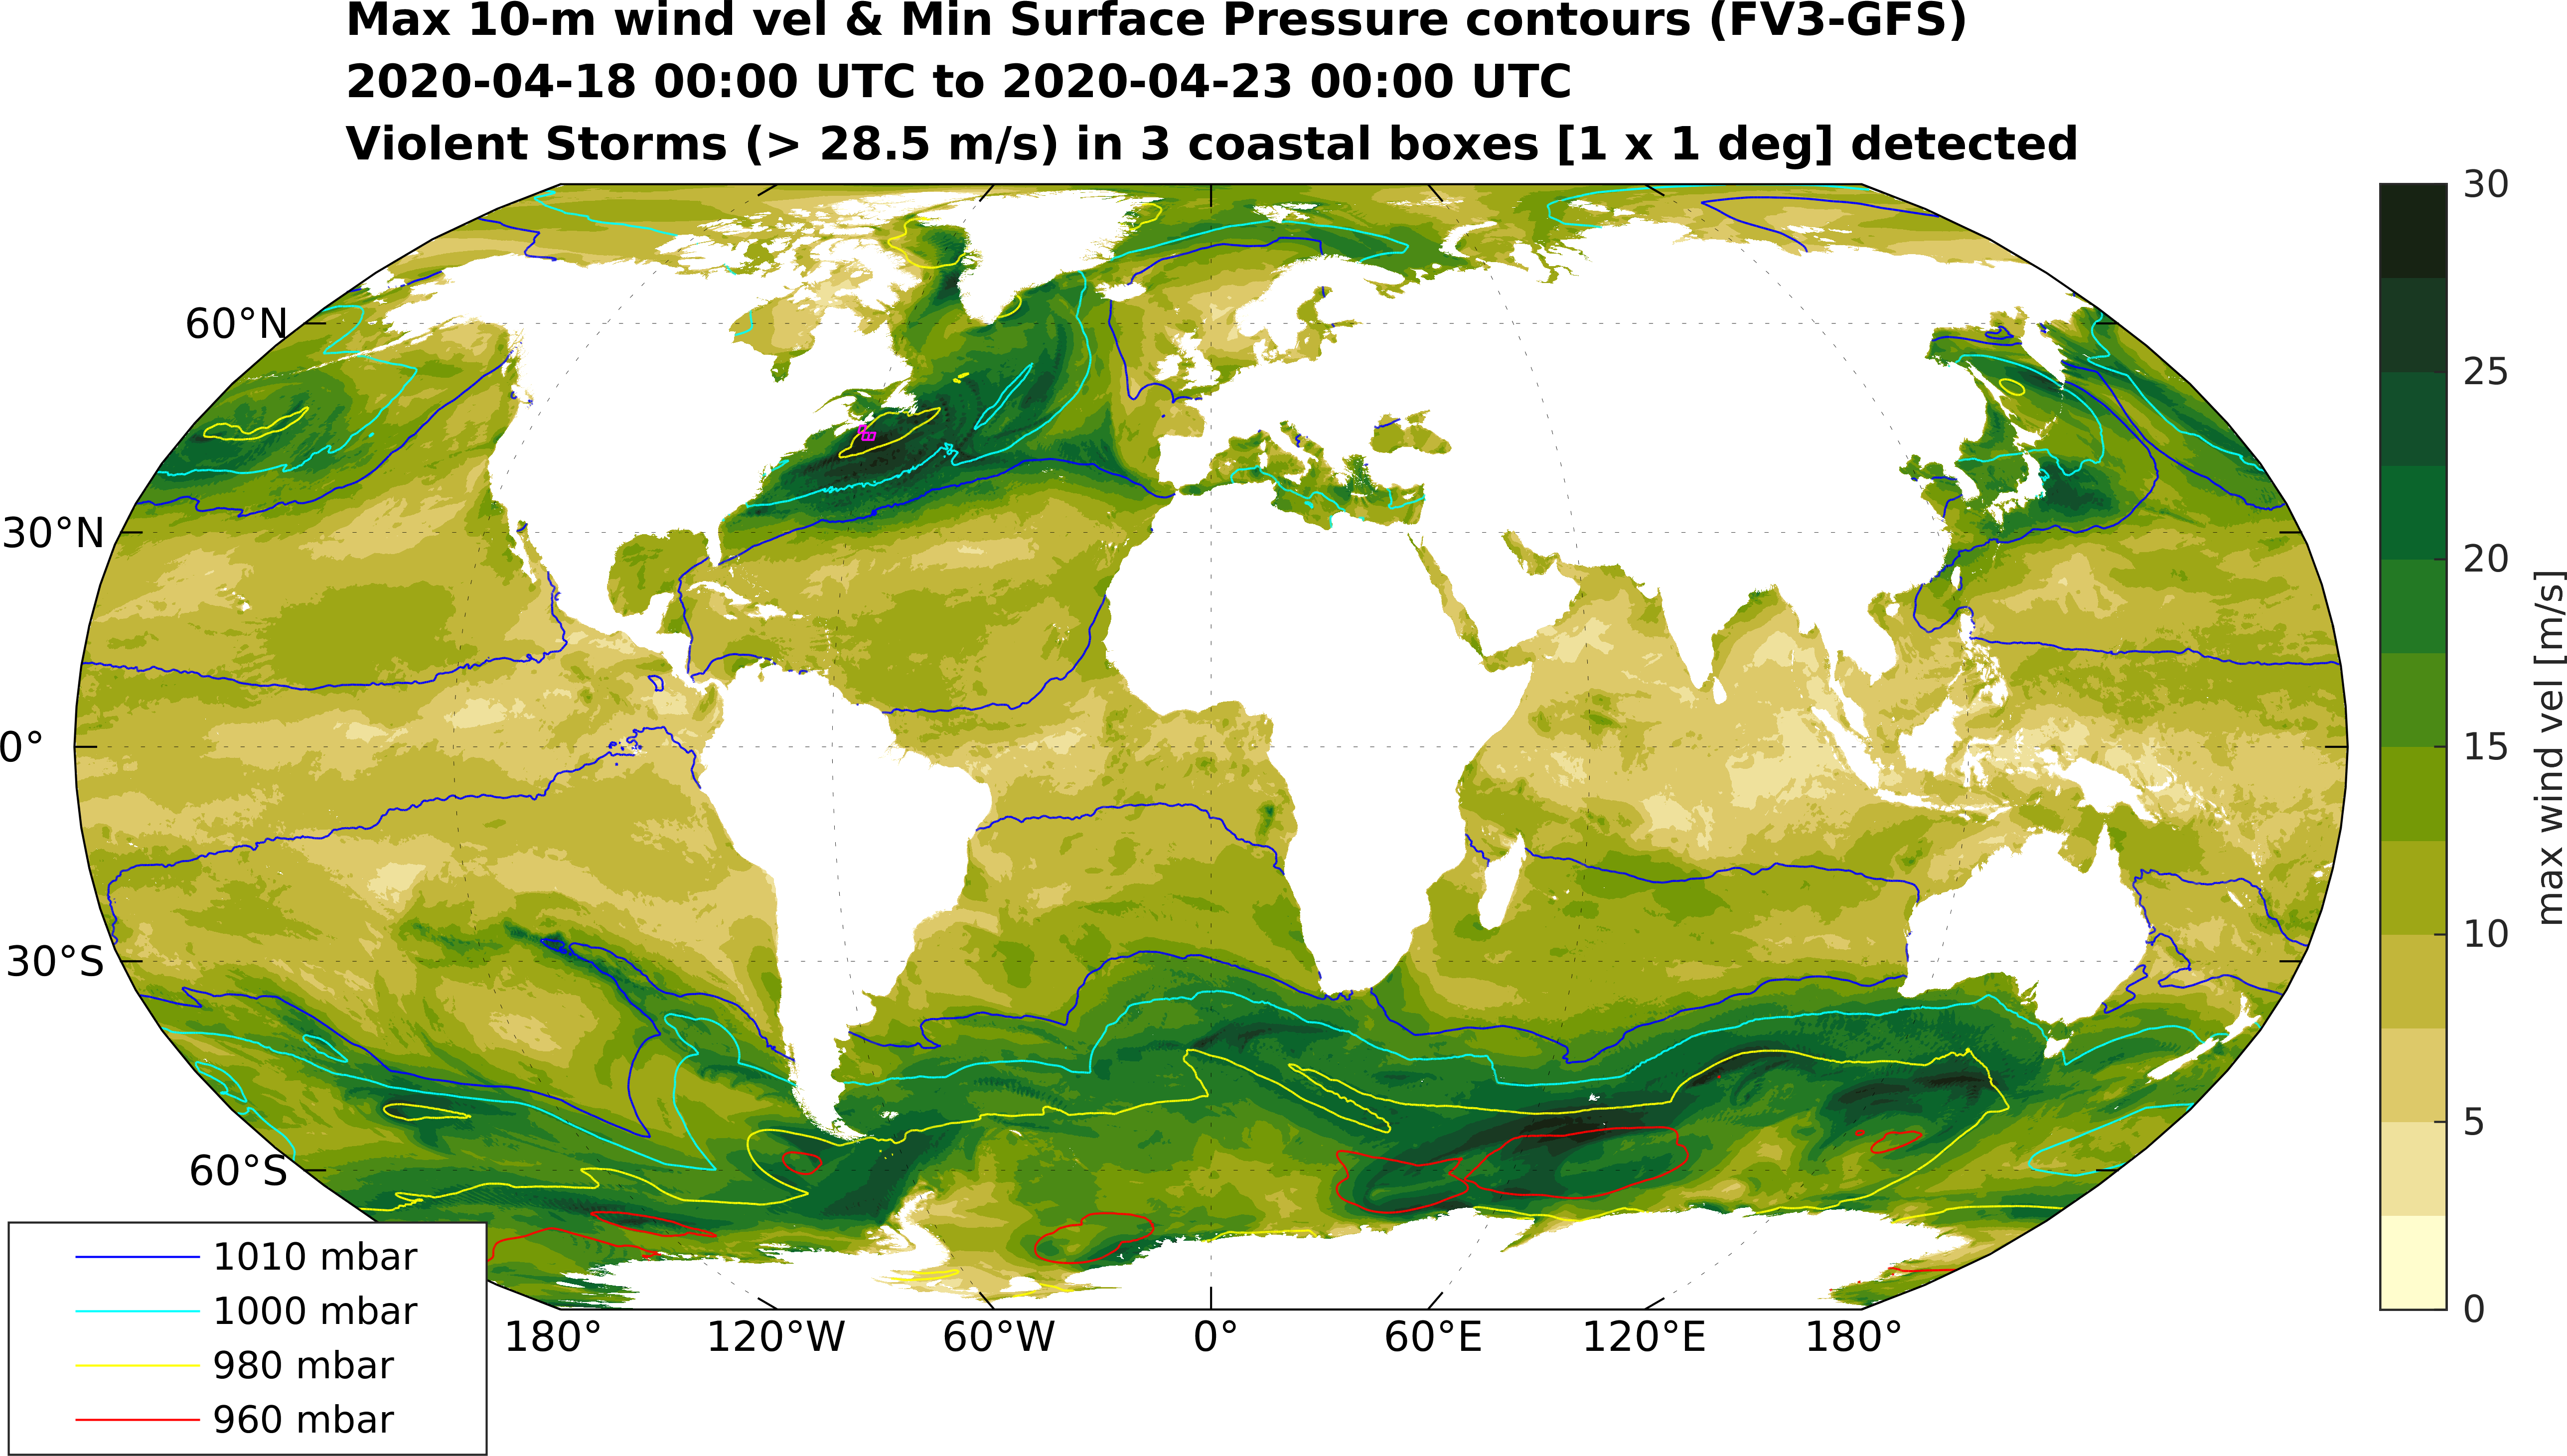 Max 10-m wind vel & Min Surface Pressure contours (FV3-GFS)
2020-04-18 00:00 UTC to 2020-04-23 00:00 UTC
Violent Storms (> 28.5 m/s) in 3 coastal boxes [1 x 1 deg] detected
60°N
30°N
0°
30°S
60°S
180°
120°W
60°W
0°
60°E
120°E
180°
1010 mbar
1000 mbar
980 mbar
960 mbar
30
25
20
15
10
5
0
max wind vel [m/s]